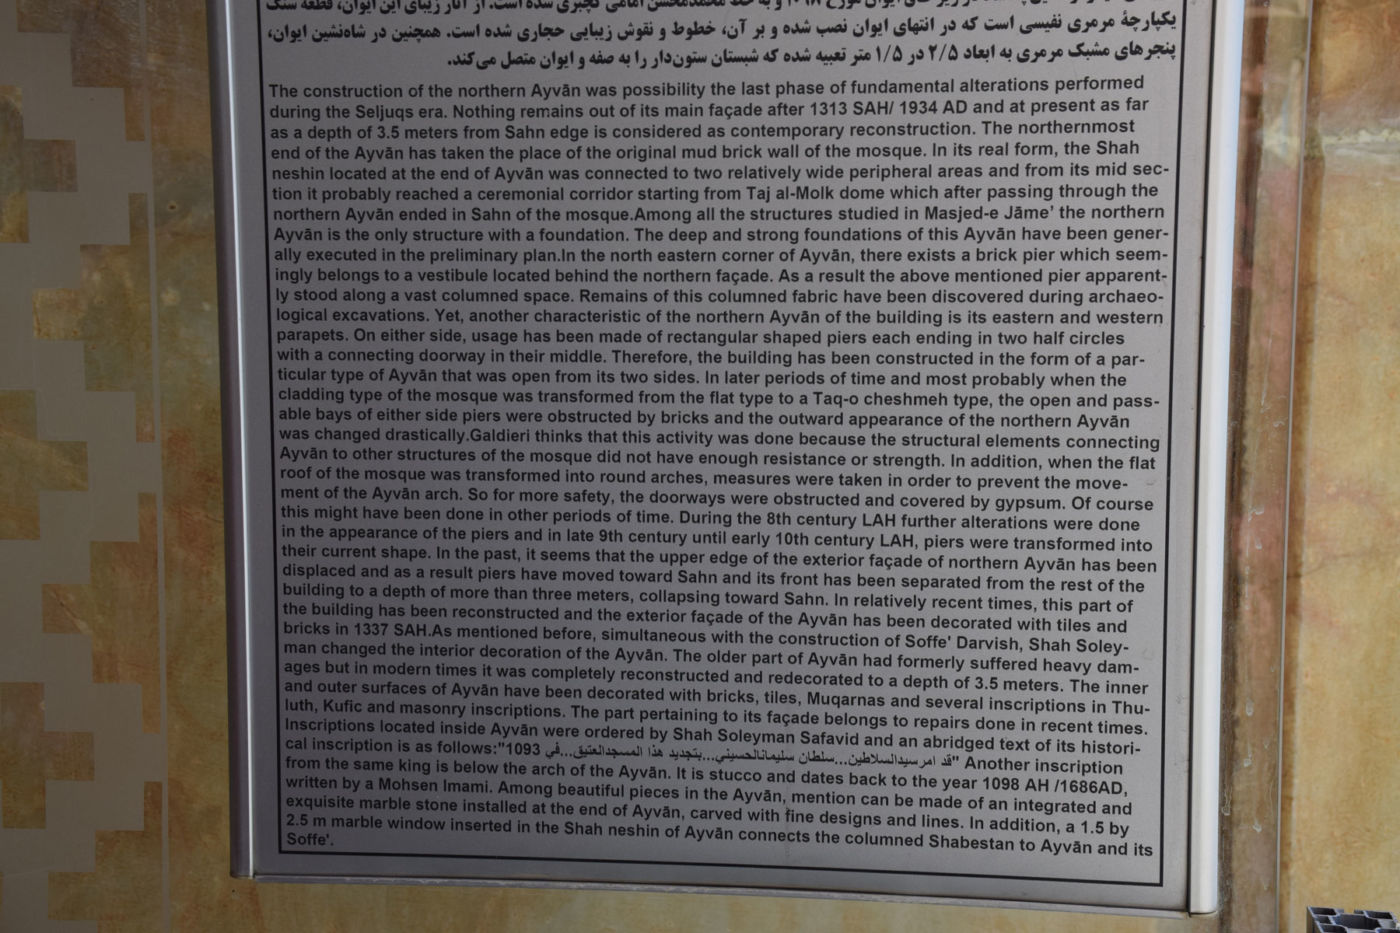 یکپارچهٔ مرمری نفیسی است که در انتهای ایوان نصب شده و بر آن، خطوط و نقوش زیبایی حجاری شده است. همچنین در شاه‌نشین ایوان،
پنجره‌ای مشبک مرمری به ابعاد ۲/۵ در ۱/۵ متر تعبیه شده که شبستان ستون‌دار را به صفه و ایوان متصل می‌کند.
The construction of the northern Ayvān was possibility the last phase of fundamental alterations performed
during the Seljuqs era. Nothing remains out of its main façade after 1313 SAH/ 1934 AD and at present as far
as a depth of 3.5 meters from Sahn edge is considered as contemporary reconstruction. The northernmost
end of the Ayvān has taken the place of the original mud brick wall of the mosque. In its real form, the Shah
neshin located at the end of Ayvān was connected to two relatively wide peripheral areas and from its mid sec-
tion it probably reached a ceremonial corridor starting from Taj al-Molk dome which after passing through the
northern Ayvān ended in Sahn of the mosque.Among all the structures studied in Masjed-e Jāme’ the northern
Ayvān is the only structure with a foundation. The deep and strong foundations of this Ayvān have been gener-
ally executed in the preliminary plan.In the north eastern corner of Ayvān, there exists a brick pier which seem-
ingly belongs to a vestibule located behind the northern façade. As a result the above mentioned pier apparent-
ly stood along a vast columned space. Remains of this columned fabric have been discovered during archaeo-
logical excavations. Yet, another characteristic of the northern Ayvān of the building is its eastern and western
parapets. On either side, usage has been made of rectangular shaped piers each ending in two half circles
with a connecting doorway in their middle. Therefore, the building has been constructed in the form of a par-
ticular type of Ayvān that was open from its two sides. In later periods of time and most probably when the
cladding type of the mosque was transformed from the flat type to a Taq-o cheshmeh type, the open and pass-
able bays of either side piers were obstructed by bricks and the outward appearance of the northern Ayvān
was changed drastically.Galdieri thinks that this activity was done because the structural elements connecting
Ayvān to other structures of the mosque did not have enough resistance or strength. In addition, when the flat
roof of the mosque was transformed into round arches, measures were taken in order to prevent the move-
ment of the Ayvān arch. So for more safety, the doorways were obstructed and covered by gypsum. Of course
this might have been done in other periods of time. During the 8th century LAH further alterations were done
in the appearance of the piers and in late 9th century until early 10th century LAH, piers were transformed into
their current shape. In the past, it seems that the upper edge of the exterior façade of northern Ayvān has been
displaced and as a result piers have moved toward Sahn and its front has been separated from the rest of the
building to a depth of more than three meters, collapsing toward Sahn. In relatively recent times, this part of
the building has been reconstructed and the exterior façade of the Ayvān has been decorated with tiles and
bricks in 1337 SAH.As mentioned before, simultaneous with the construction of Soffe' Darvish, Shah Soley-
man changed the interior decoration of the Ayvān. The older part of Ayvān had formerly suffered heavy dam-
ages but in modern times it was completely reconstructed and redecorated to a depth of 3.5 meters. The inner
and outer surfaces of Ayvān have been decorated with bricks, tiles, Muqarnas and several inscriptions in Thu-
luth, Kufic and masonry inscriptions. The part pertaining to its façade belongs to repairs done in recent times.
Inscriptions located inside Ayvān were ordered by Shah Soleyman Safavid and an abridged text of its histori-
cal inscription is as follows:"1093 قد امرسیدالسلاطین...سلطان سلیمانالحسیني...بتجدید هذا المسجدالعتیق...في" Another inscription
from the same king is below the arch of the Ayvān. It is stucco and dates back to the year 1098 AH /1686AD,
written by a Mohsen Imami. Among beautiful pieces in the Ayvān, mention can be made of an integrated and
exquisite marble stone installed at the end of Ayvān, carved with fine designs and lines. In addition, a 1.5 by
2.5 m marble window inserted in the Shah neshin of Ayvān connects the columned Shabestan to Ayvān and its
Soffe'.